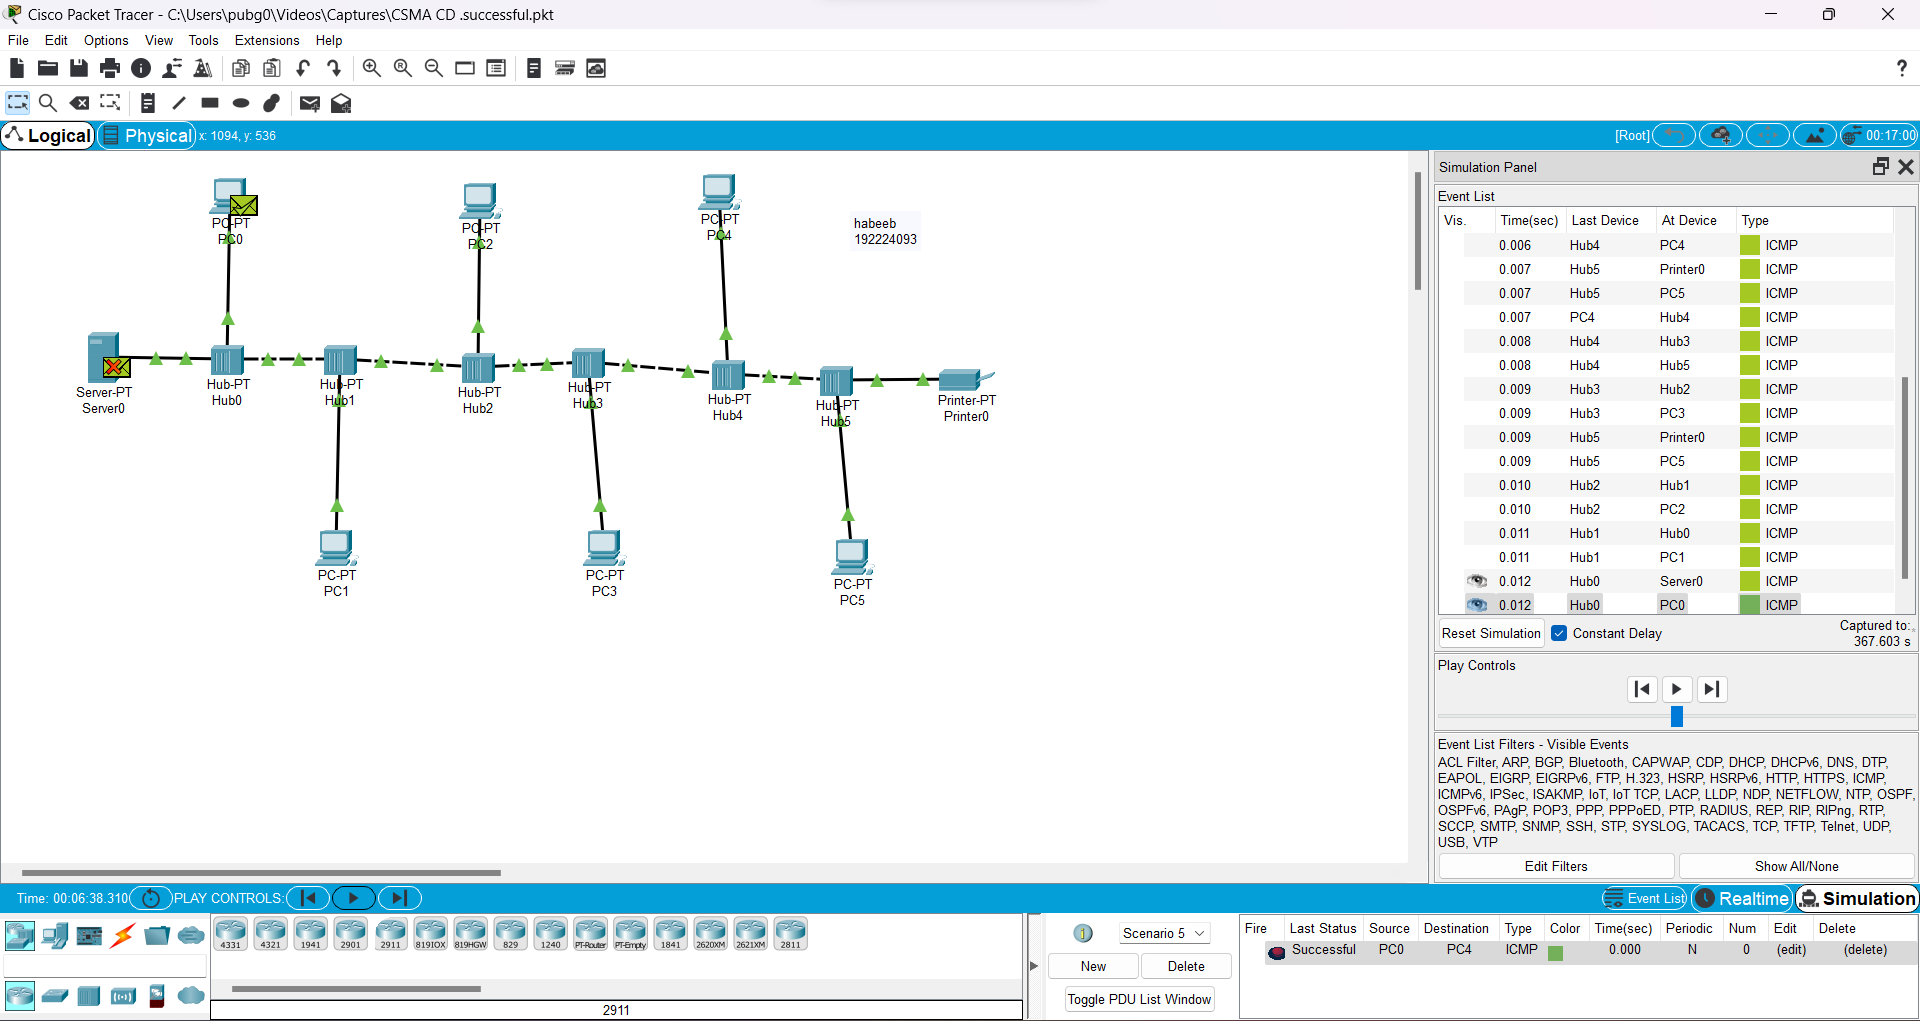 Cisco Packet Tracer - C:\Users\pubg0\Videos\Captures\CSMA CD .successful.pkt
File Edit Options View Tools Extensions Help
?
Logical Physical x: 1094, y: 536 [Root] 00:17:00
PC-PT
PC0
PC-PT
PC2
PC-PT
PC4
habeeb
192224093
Server-PT
Server0
Hub-PT
Hub0
Hub-PT
Hub1
Hub-PT
Hub2
Hub-PT
Hub3
Hub-PT
Hub4
Hub-PT
Hub5
Printer-PT
Printer0
PC-PT
PC1
PC-PT
PC3
PC-PT
PC5
Simulation Panel
Event List
Vis. Time(sec) Last Device At Device Type
0.006 Hub4 PC4 ICMP
0.007 Hub5 Printer0 ICMP
0.007 Hub5 PC5 ICMP
0.007 PC4 Hub4 ICMP
0.008 Hub4 Hub3 ICMP
0.008 Hub4 Hub5 ICMP
0.009 Hub3 Hub2 ICMP
0.009 Hub3 PC3 ICMP
0.009 Hub5 Printer0 ICMP
0.009 Hub5 PC5 ICMP
0.010 Hub2 Hub1 ICMP
0.010 Hub2 PC2 ICMP
0.011 Hub1 Hub0 ICMP
0.011 Hub1 PC1 ICMP
0.012 Hub0 Server0 ICMP
0.012 Hub0 PC0 ICMP
Reset Simulation Constant Delay Captured to:
367.603 s
Play Controls
Event List Filters - Visible Events
ACL Filter, ARP, BGP, Bluetooth, CAPWAP, CDP, DHCP, DHCPv6, DNS, DTP,
EAPOL, EIGRP, EIGRPv6, FTP, H.323, HSRP, HSRPv6, HTTP, HTTPS, ICMP,
ICMPv6, IPSec, ISAKMP, IoT, IoT TCP, LACP, LLDP, NDP, NETFLOW, NTP, OSPF,
OSPFv6, PAgP, POP3, PPP, PPPoED, PTP, RADIUS, REP, RIP, RIPng, RTP,
SCCP, SMTP, SNMP, SSH, STP, SYSLOG, TACACS, TCP, TFTP, Telnet, UDP,
USB, VTP
Edit Filters Show All/None
Time: 00:06:38.310 PLAY CONTROLS: Event List Realtime Simulation
4331 4321 1941 2901 2911 819IOX 819HGW 829 1240 PT-Router PT-Empty 1841 2620XM 2621XM 2811
2911
1 Scenario 5
New Delete
Toggle PDU List Window
Fire Last Status Source Destination Type Color Time(sec) Periodic Num Edit Delete
Successful PC0 PC4 ICMP 0.000 N 0 (edit) (delete)